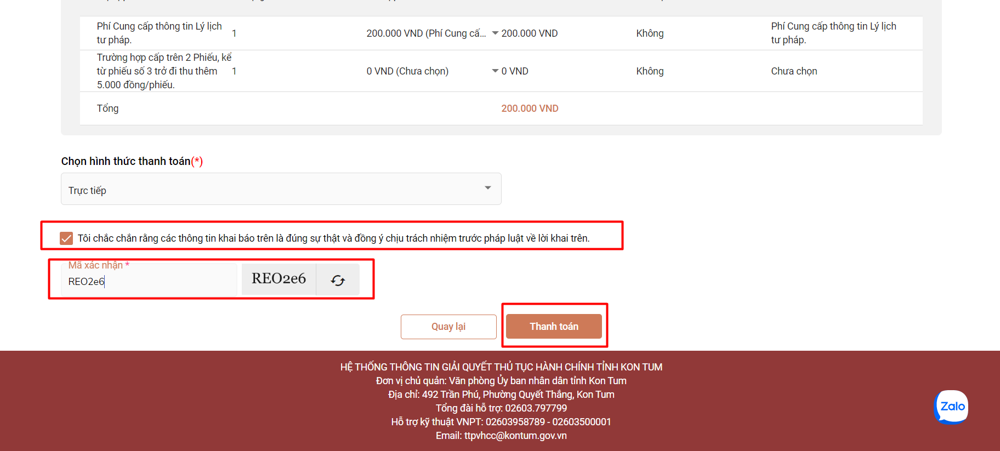 Phí Cung cấp thông tin Lý lịch
tư pháp.
1
200.000 VND (Phí Cung cấ...
200.000 VND
Không
Phí Cung cấp thông tin Lý lịch
tư pháp.
Trường hợp cấp trên 2 Phiếu, kể
từ phiếu số 3 trở đi thu thêm
5.000 đồng/phiếu.
1
0 VND (Chưa chọn)
0 VND
Không
Chưa chọn
Tổng
200.000 VND
Chọn hình thức thanh toán(*)
Trực tiếp
Tôi chắc chắn rằng các thông tin khai báo trên là đúng sự thật và đồng ý chịu trách nhiệm trước pháp luật về lời khai trên.
Mã xác nhận *
REO2e6
REO2e6
Quay lại
Thanh toán
HỆ THỐNG THÔNG TIN GIẢI QUYẾT THỦ TỤC HÀNH CHÍNH TỈNH KON TUM
Đơn vị chủ quản: Văn phòng Ủy ban nhân dân tỉnh Kon Tum
Địa chỉ: 492 Trần Phú, Phường Quyết Thắng, Kon Tum
Tổng đài hỗ trợ: 02603.797799
Hỗ trợ kỹ thuật VNPT: 02603958789 - 02603500001
Email: ttpvhcc@kontum.gov.vn
Zalo